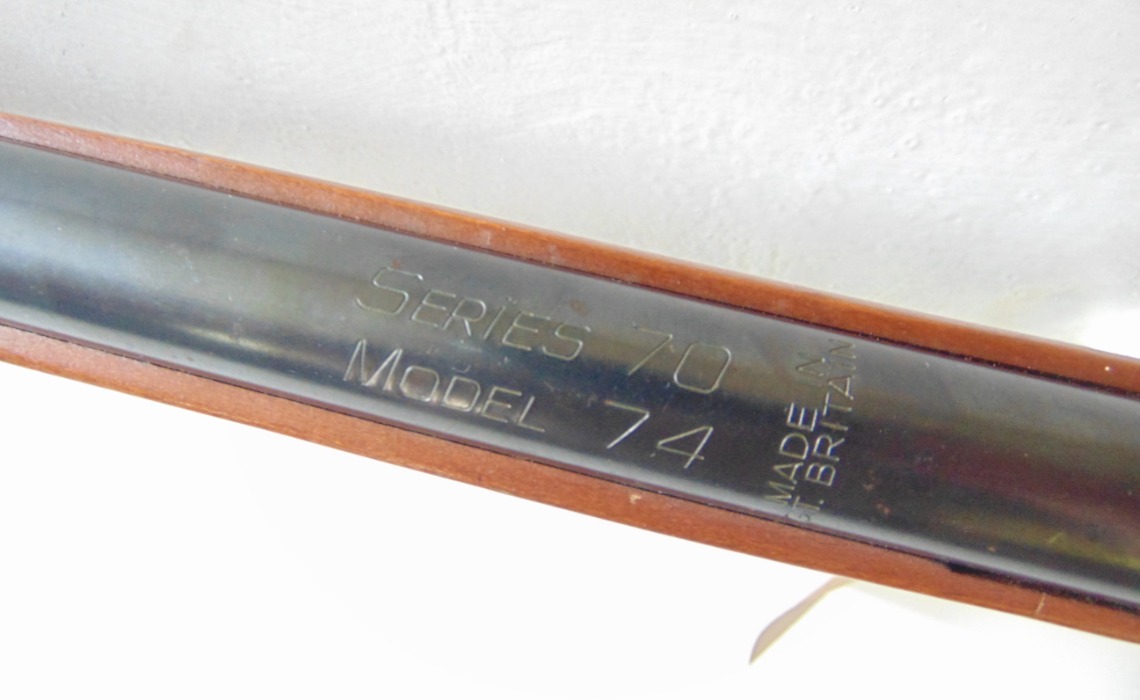 SERIES 70
MODEL 74
MADE IN
GT. BRITAIN